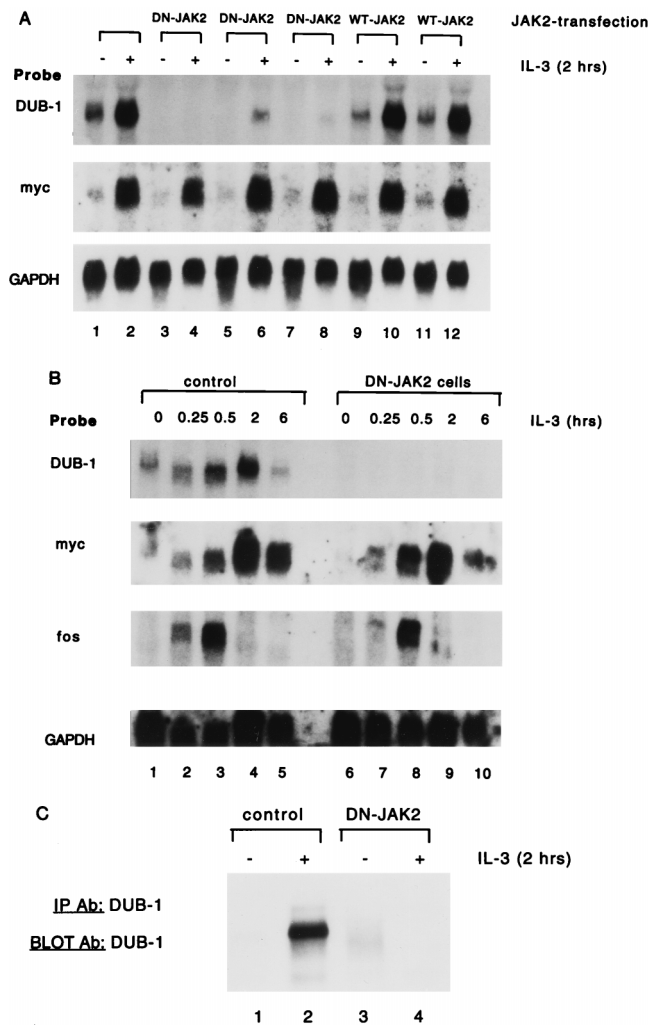 A
DN-JAK2 DN-JAK2 DN-JAK2 WT-JAK2 WT-JAK2 JAK2-transfection
- + - + - + - + - + - + IL-3 (2 hrs)
Probe
DUB-1
myc
GAPDH
1 2 3 4 5 6 7 8 9 10 11 12
B
control DN-JAK2 cells
Probe 0 0.25 0.5 2 6 0 0.25 0.5 2 6 IL-3 (hrs)
DUB-1
myc
fos
GAPDH
1 2 3 4 5 6 7 8 9 10
C
control DN-JAK2
- + - + IL-3 (2 hrs)
IP Ab: DUB-1
BLOT Ab: DUB-1
1 2 3 4